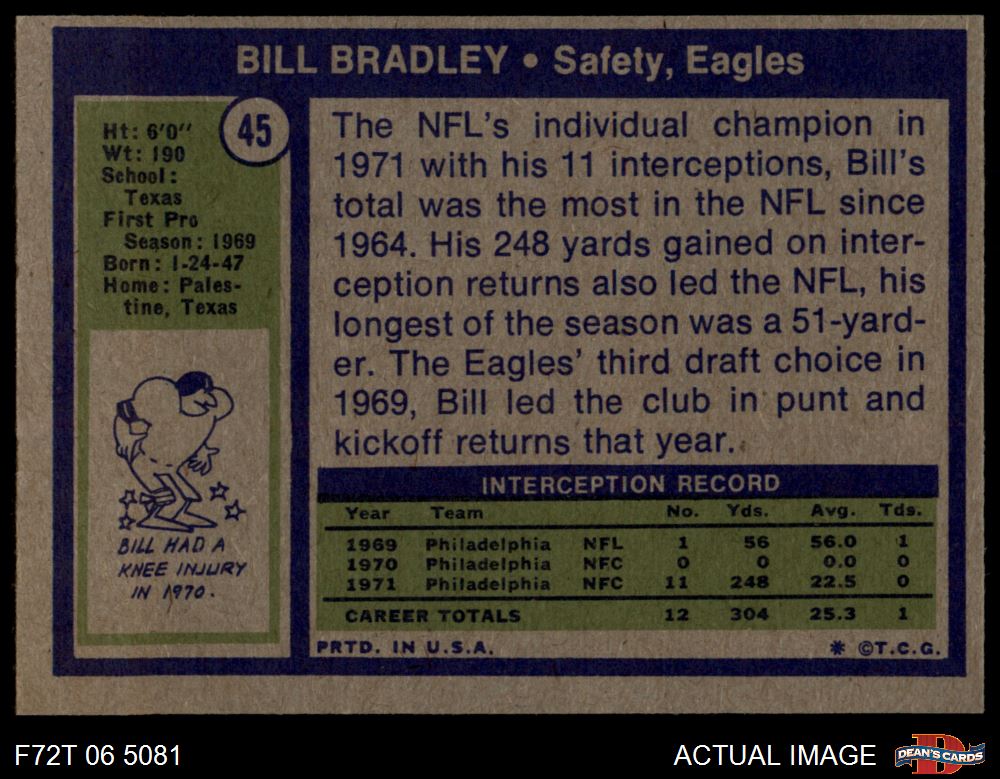 BILL BRADLEY • Safety, Eagles
45
Ht: 6'0"
Wt: 190
School:
Texas
First Pro
Season: 1969
Born: 1-24-47
Home: Pales-
tine, Texas
BILL HAD A
KNEE INJURY
IN 1970.
The NFL's individual champion in
1971 with his 11 interceptions, Bill's
total was the most in the NFL since
1964. His 248 yards gained on inter-
ception returns also led the NFL, his
longest of the season was a 51-yard-
er. The Eagles' third draft choice in
1969, Bill led the club in punt and
kickoff returns that year.
INTERCEPTION RECORD
Year Team No. Yds. Avg. Tds.
1969 Philadelphia NFL 1 56 56.0 1
1970 Philadelphia NFC 0 0 0.0 0
1971 Philadelphia NFC 11 248 22.5 0
CAREER TOTALS 12 304 25.3 1
PRTD. IN U.S.A. * ©T.C.G.
F72T 06 5081 ACTUAL IMAGE D DEAN'S CARDS